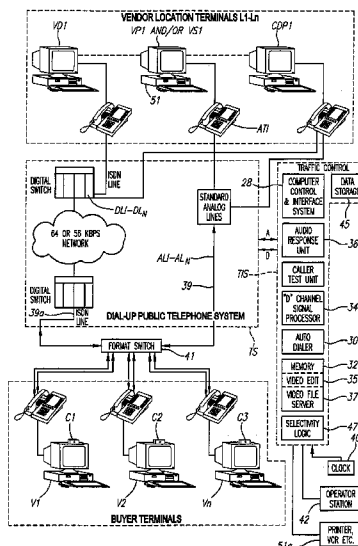 VENDOR LOCATION TERMINALS L1-Ln
VD1
VP1 AND/OR VS1
CDP1
51
AT1
DIGITAL SWITCH
ISDN LINE
DL1-DLN
64 OR 56 KBPS NETWORK
STANDARD ANALOG LINES
AL1-ALN
39
DIGITAL SWITCH
39a
ISDN LINE
DIAL-UP PUBLIC TELEPHONE SYSTEM
TS
TIS
A
D
FORMAT SWITCH
41
C1
C2
C3
V1
V2
Vn
BUYER TERMINALS
TRAFFIC CONTROL
28
COMPUTER CONTROL & INTERFACE SYSTEM
DATA STORAGE
45
AUDIO RESPONSE UNIT
36
CALLER TEST UNIT
"D" CHANNEL SIGNAL PROCESSOR
34
AUTO DIALER
30
MEMORY
32
VIDEO EDIT
35
VIDEO FILE SERVER
37
SELECTIVITY LOGIC
47
CLOCK
40
OPERATOR STATION
42
PRINTER, VCR ETC.
51a